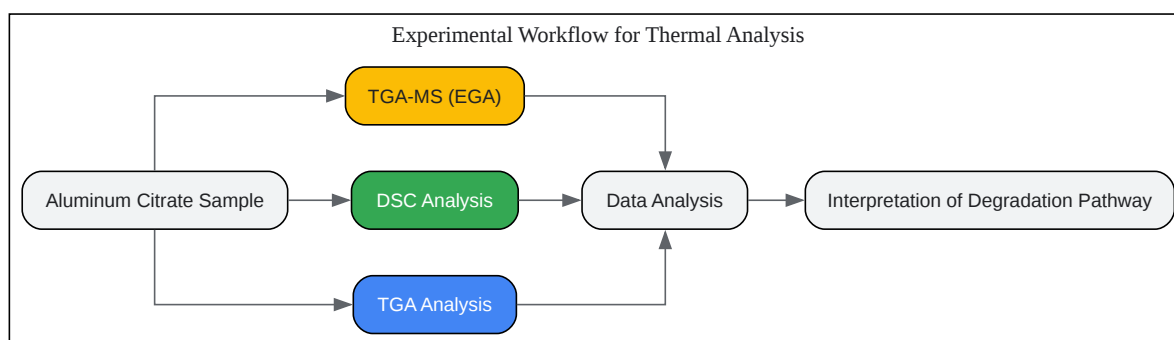 Experimental Workflow for Thermal Analysis
TGA-MS (EGA)
Aluminum Citrate Sample
DSC Analysis
Data Analysis
Interpretation of Degradation Pathway
TGA Analysis